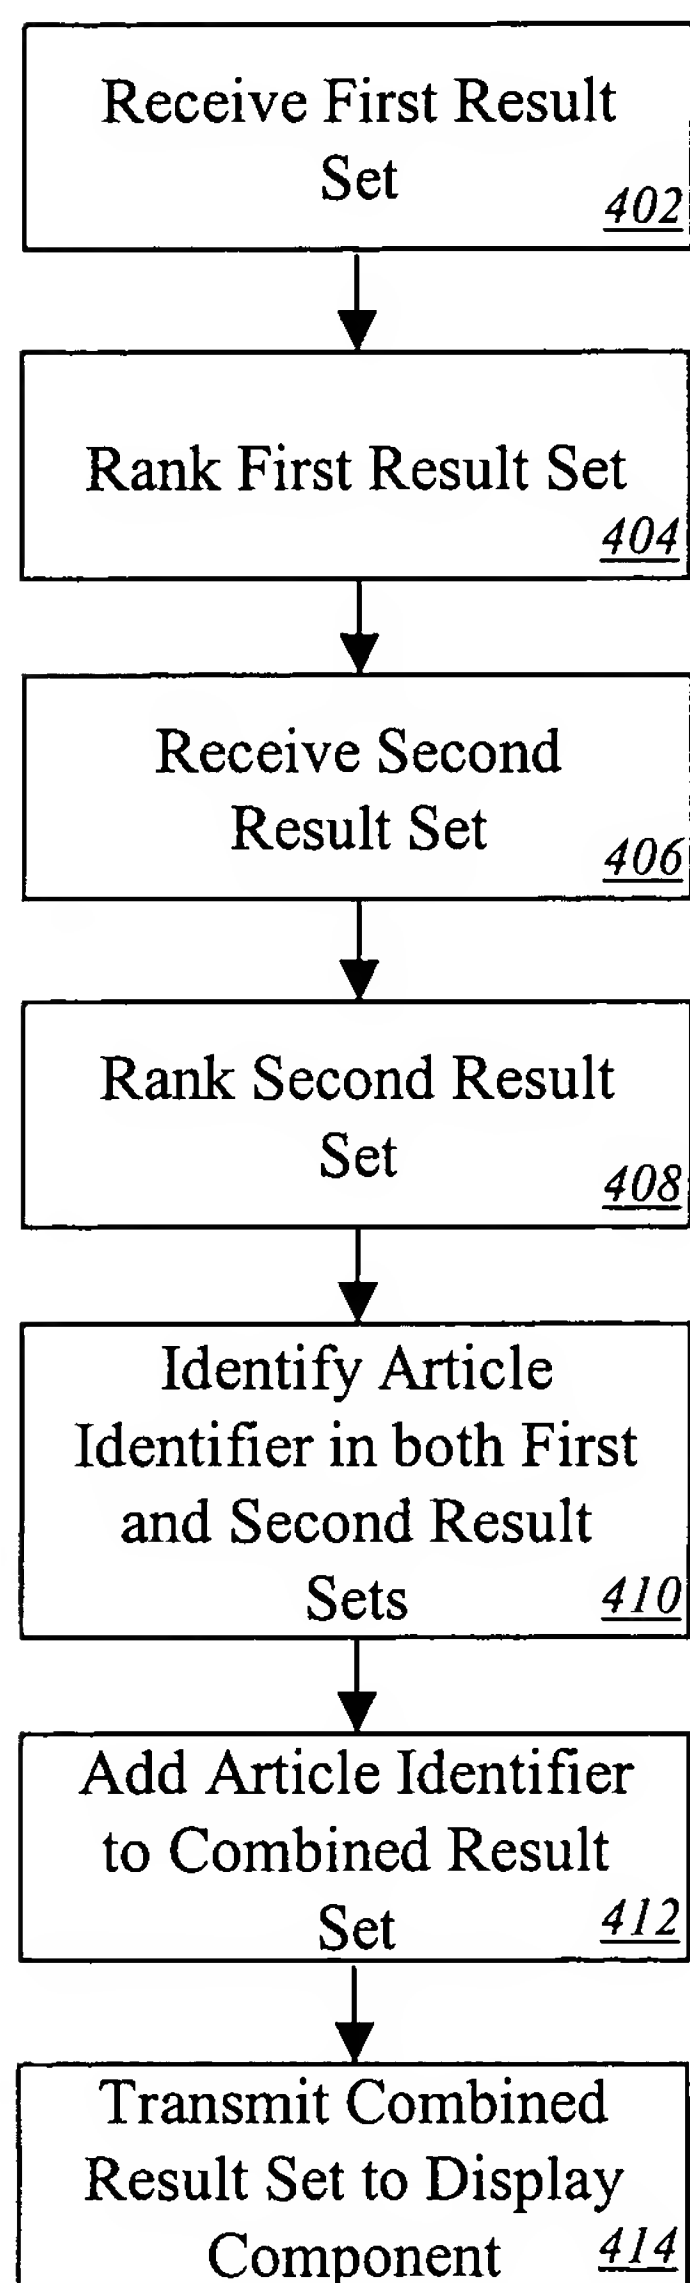 Receive First Result
Set
402
Rank First Result Set
404
Receive Second
Result Set
406
Rank Second Result
Set
408
Identify Article
Identifier in both First
and Second Result
Sets
410
Add Article Identifier
to Combined Result
Set
412
Transmit Combined
Result Set to Display
Component
414